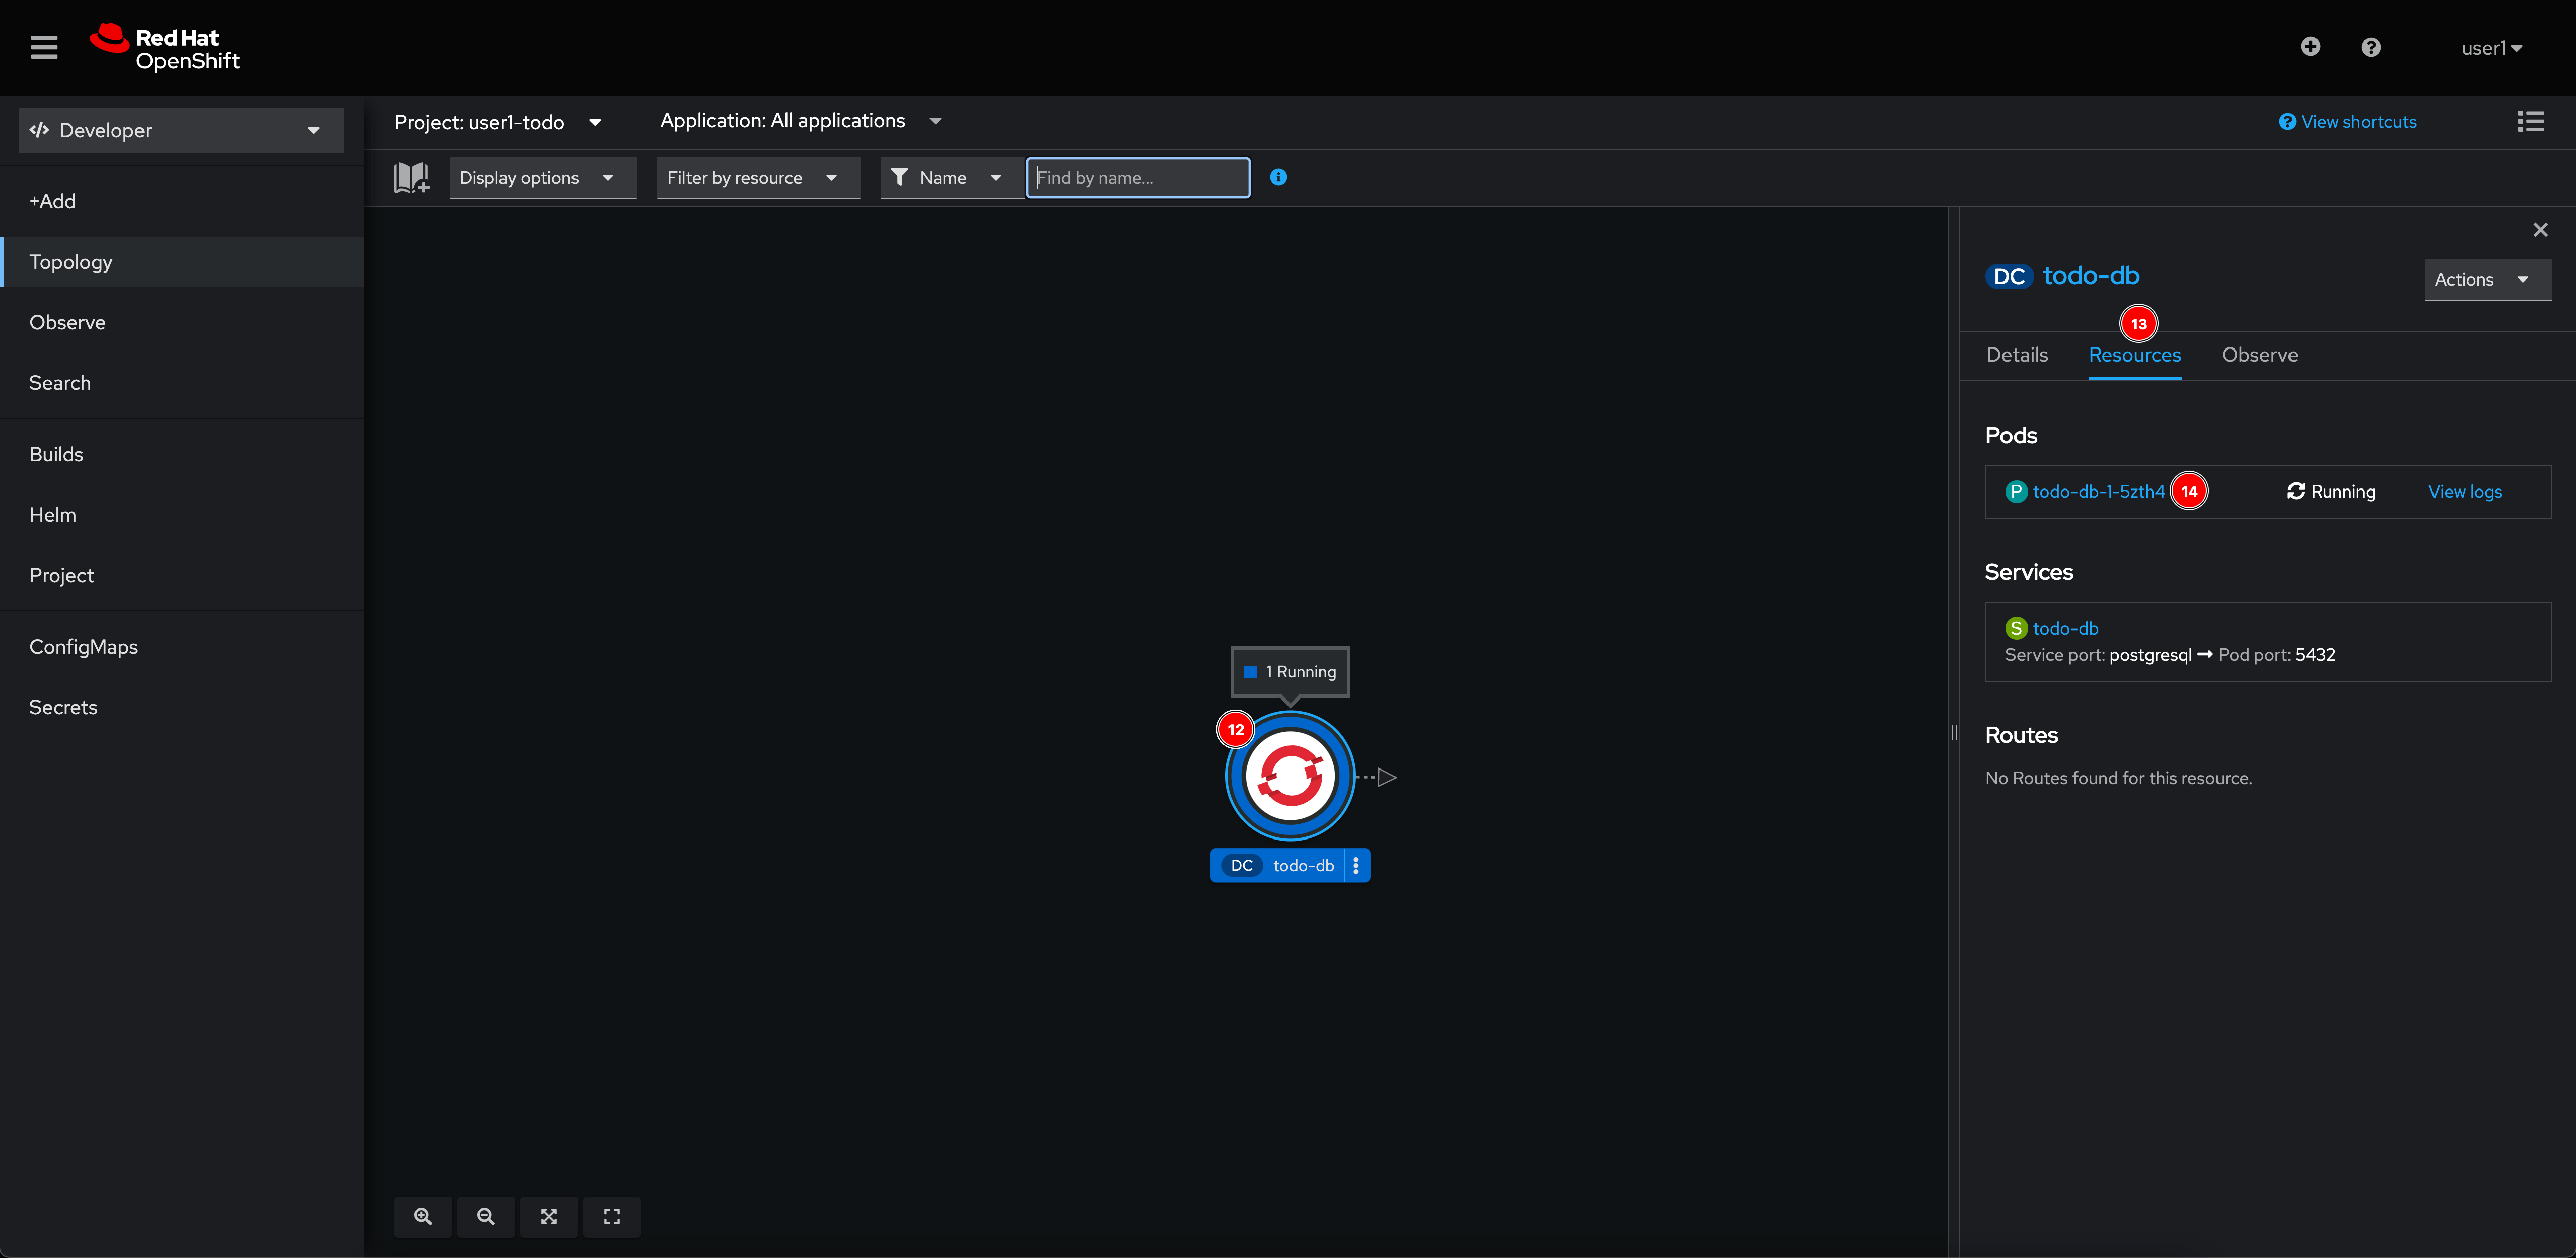 Red Hat
OpenShift
user1
Developer
+Add
Topology
Observe
Search
Builds
Helm
Project
ConfigMaps
Secrets
Project: user1-todo
Application: All applications
View shortcuts
Display options
Filter by resource
Name
Find by name...
1 Running
12
DC todo-db
DC todo-db
Actions
13
Details Resources Observe
Pods
P todo-db-1-5zth4 14 Running View logs
Services
S todo-db
Service port: postgresql → Pod port: 5432
Routes
No Routes found for this resource.